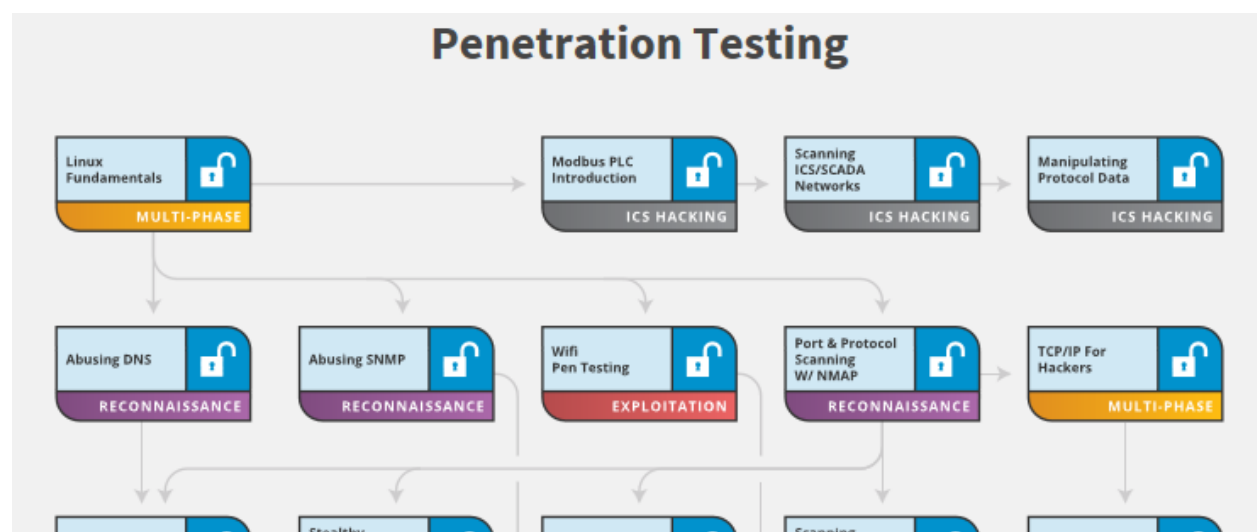 Penetration Testing
Linux
Fundamentals
MULTI-PHASE
Modbus PLC
Introduction
ICS HACKING
Scanning
ICS/SCADA
Networks
ICS HACKING
Manipulating
Protocol Data
ICS HACKING
Abusing DNS
RECONNAISSANCE
Abusing SNMP
RECONNAISSANCE
Wifi
Pen Testing
EXPLOITATION
Port & Protocol
Scanning
W/ NMAP
RECONNAISSANCE
TCP/IP For
Hackers
MULTI-PHASE
Stealthy
Scanning